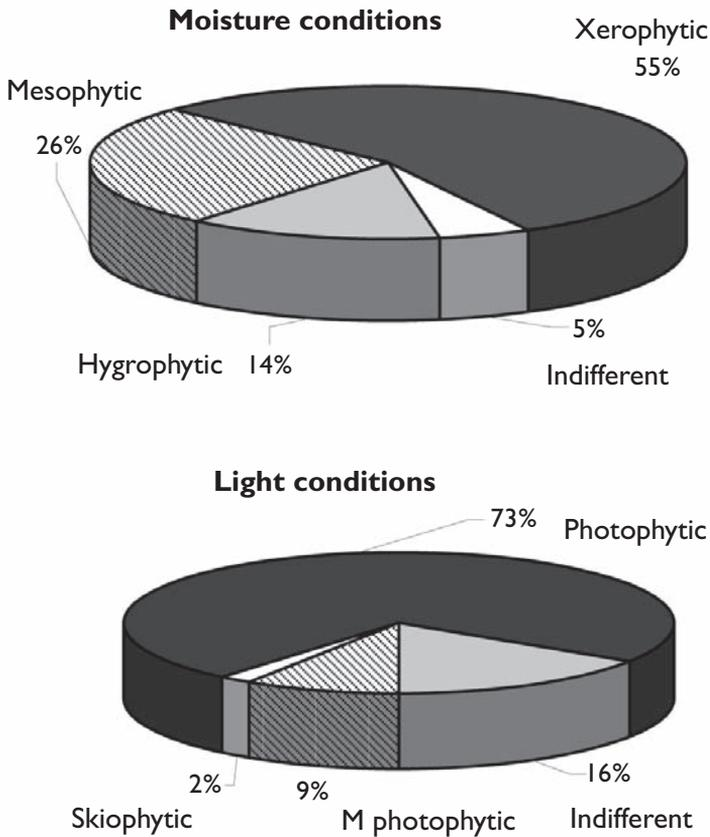 Moisture conditions
Xerophytic
55%
Mesophytic
26%
5%
Hygrophytic 14%
Indifferent
Light conditions
73% Photophytic
16%
2%
9%
Skiophytic
M photophytic
Indifferent